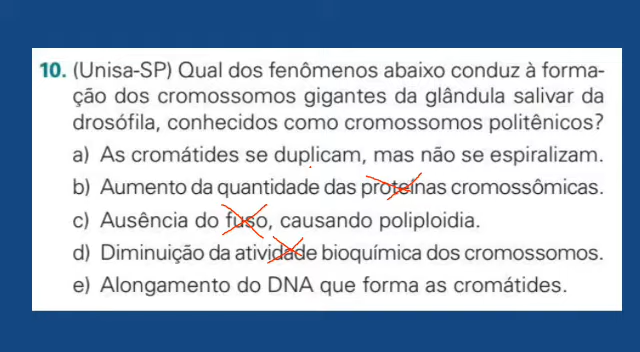 10. (Unisa-SP) Qual dos fenômenos abaixo conduz à forma-
ção dos cromossomos gigantes da glândula salivar da
drosófila, conhecidos como cromossomos politênicos?
a) As cromátides se duplicam, mas não se espiralizam.
b) Aumento da quantidade das proteínas cromossômicas.
c) Ausência do fuso, causando poliploidia.
d) Diminuição da atividade bioquímica dos cromossomos.
e) Alongamento do DNA que forma as cromátides.